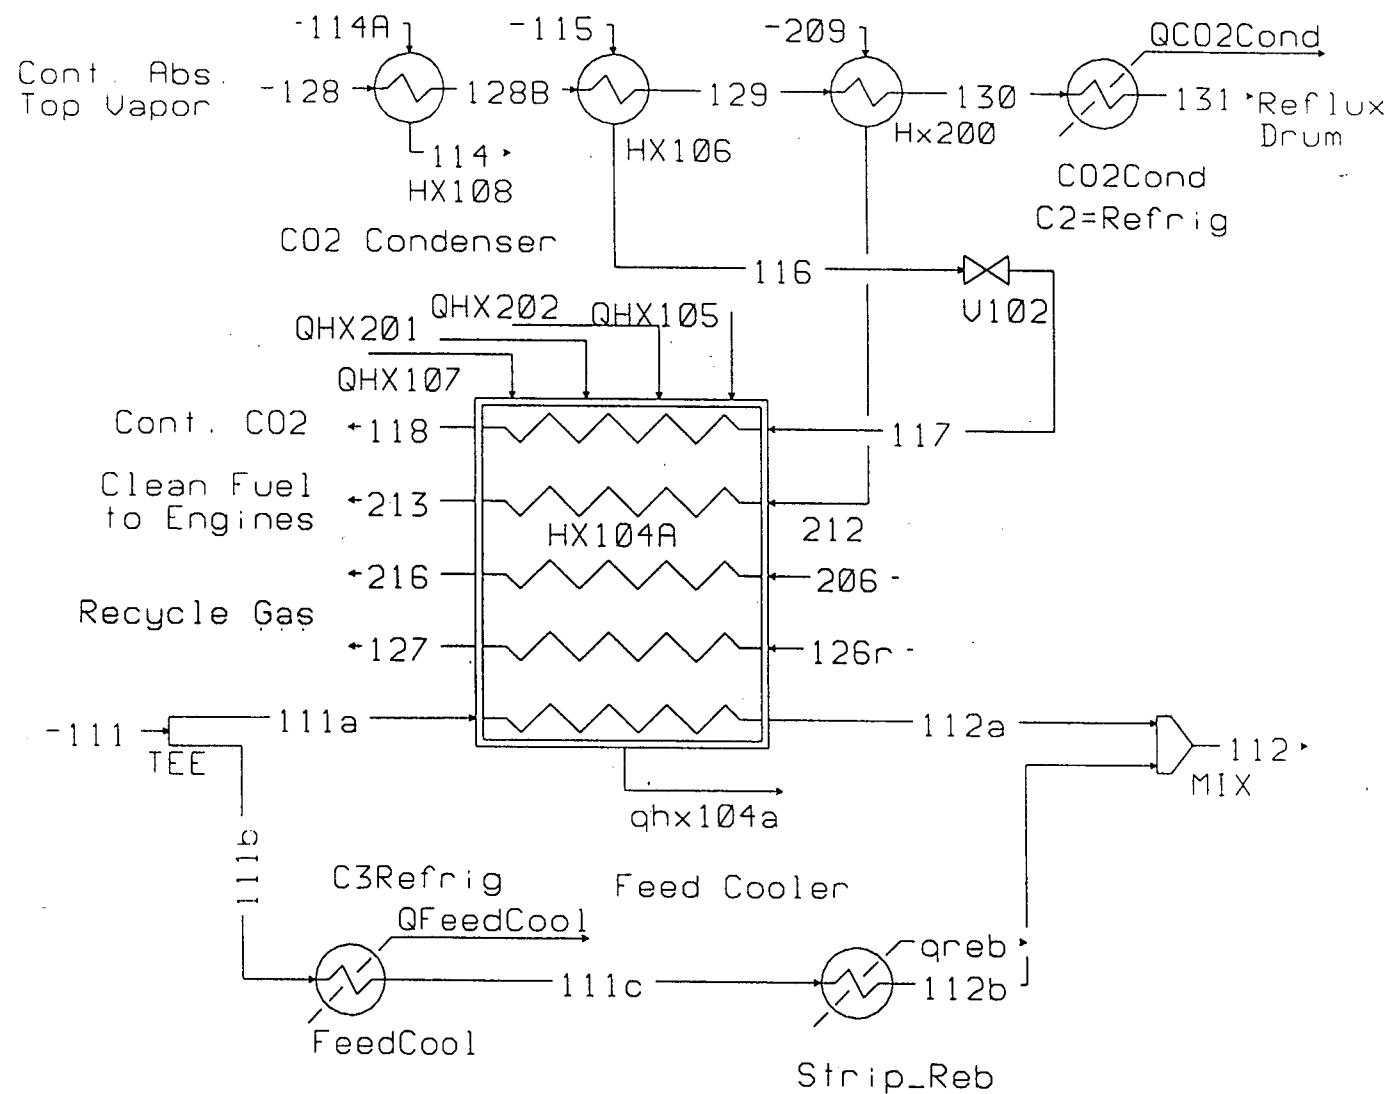 -114A
-115
-209
QCO2Cond
Cont. Abs.
Top Vapor
-128
128B
129
130
131
Reflux
Drum
114
HX108
HX106
Hx200
CO2Cond
C2=Refrig
CO2 Condenser
116
V102
QHX202
QHX105
QHX201
QHX107
Cont. CO2
118
117
Clean Fuel
to Engines
213
212
HX104A
216
206 -
Recycle Gas
127
126r -
-111
TEE
111a
112a
112
MIX
qhx104a
111b
C3Refrig
Feed Cooler
QFeedCool
qreb
111c
112b
FeedCool
Strip_Reb